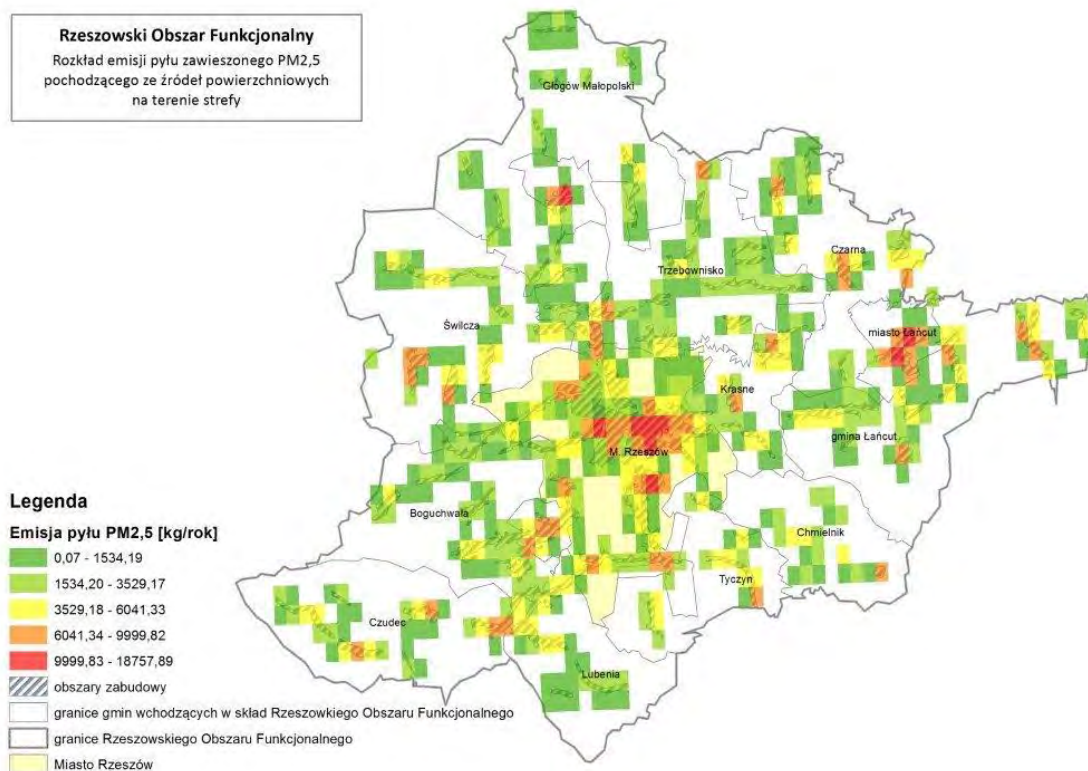 Rzeszowski Obszar Funkcjonalny
Rozkład emisji pyłu zawieszonego PM2,5
pochodzącego ze źródeł powierzchniowych
na terenie strefy
Głogów Małopolski
Czarna
Trzebownisko
Świlcza
miasto Łańcut
Krasne
gmina Łańcut
M. Rzeszów
Boguchwała
Chmielnik
Tyczyn
Czudec
Lubenia
Legenda
Emisja pyłu PM2,5 [kg/rok]
0,07 - 1534,19
1534,20 - 3529,17
3529,18 - 6041,33
6041,34 - 9999,82
9999,83 - 18757,89
obszary zabudowy
granice gmin wchodzących w skład Rzeszowkiego Obszaru Funkcjonalnego
granice Rzeszowskiego Obszaru Funkcjonalnego
Miasto Rzeszów